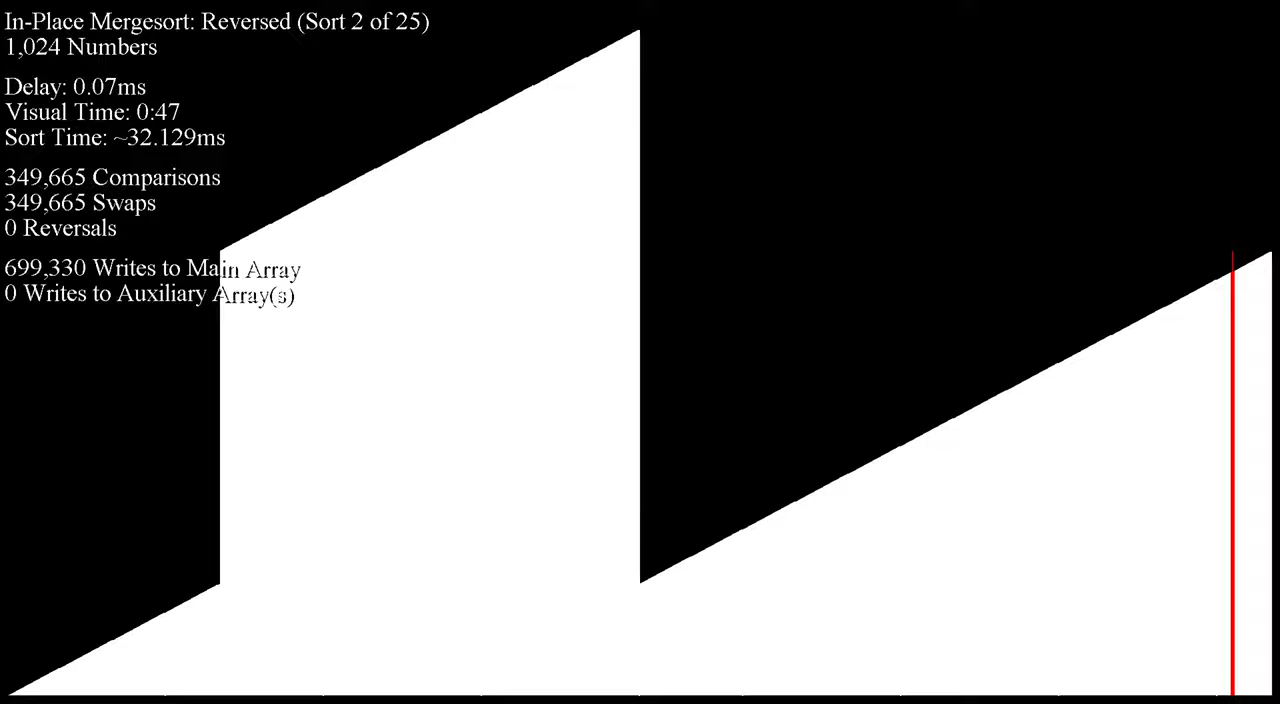 In-Place Mergesort: Reversed (Sort 2 of 25)
1,024 Numbers
Delay: 0.07ms
Visual Time: 0:47
Sort Time: ~32.129ms
349,665 Comparisons
349,665 Swaps
0 Reversals
699,330 Writes to Main Array
0 Writes to Auxiliary Array(s)